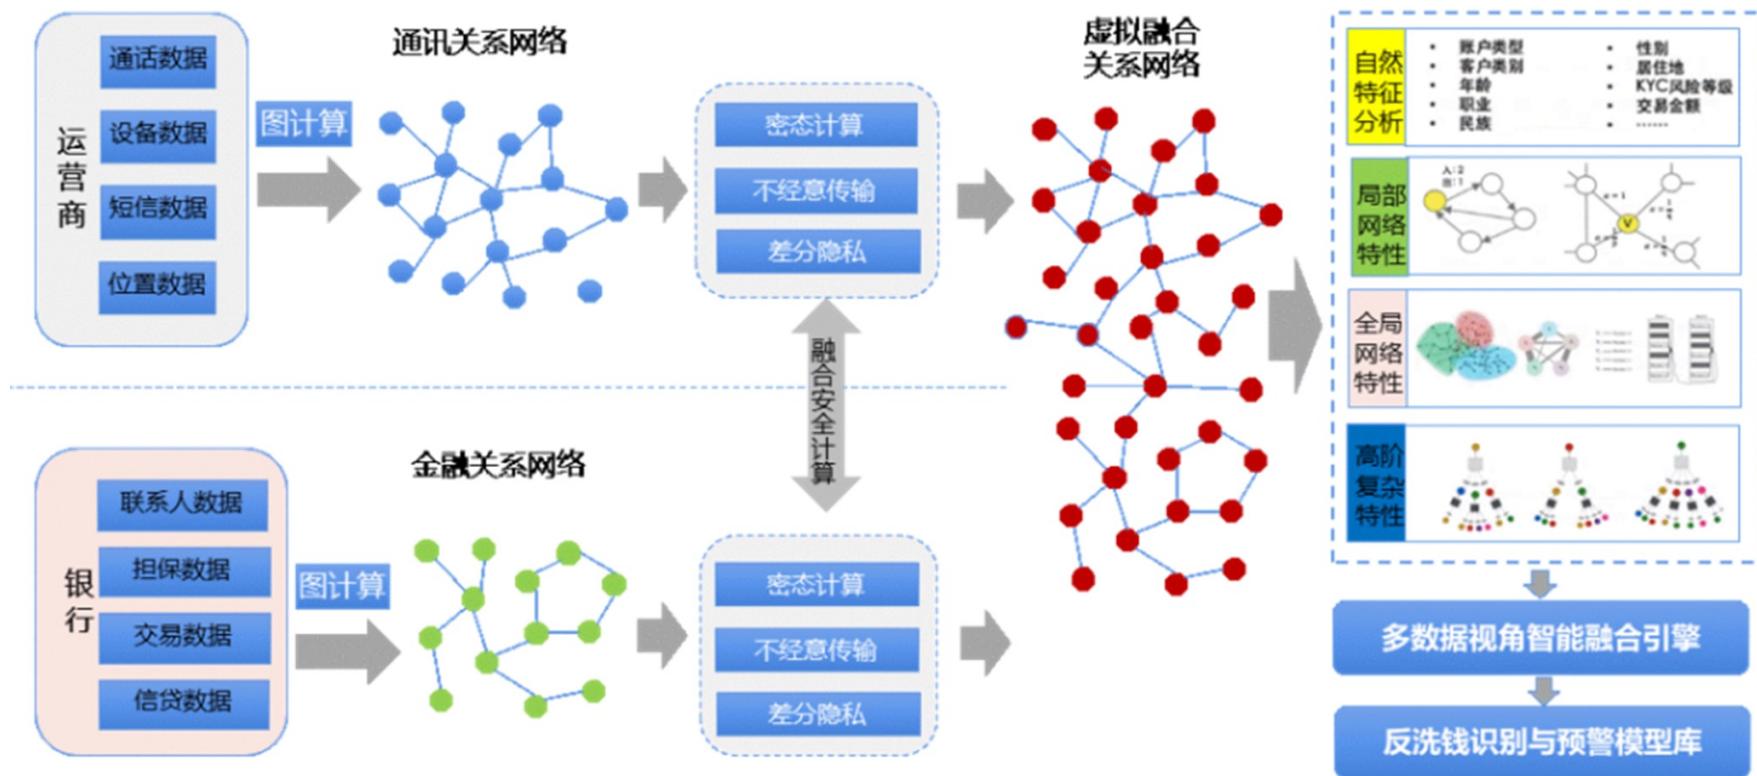 运营商
通话数据
设备数据
短信数据
位置数据
图计算
通讯关系网络
密态计算
不经意传输
差分隐私
融合安全计算
银行
联系人数据
担保数据
交易数据
信贷数据
图计算
金融关系网络
密态计算
不经意传输
差分隐私
虚拟融合
关系网络
自然
特征
分析
• 账户类型
• 客户类别
• 年龄
• 职业
• 民族
• 性别
• 居住地
• KYC风险等级
• 交易金额
• ……
局部
网络
特性
入:2
出:1
V
全局
网络
特性
高阶
复杂
特性
多数据视角智能融合引擎
反洗钱识别与预警模型库